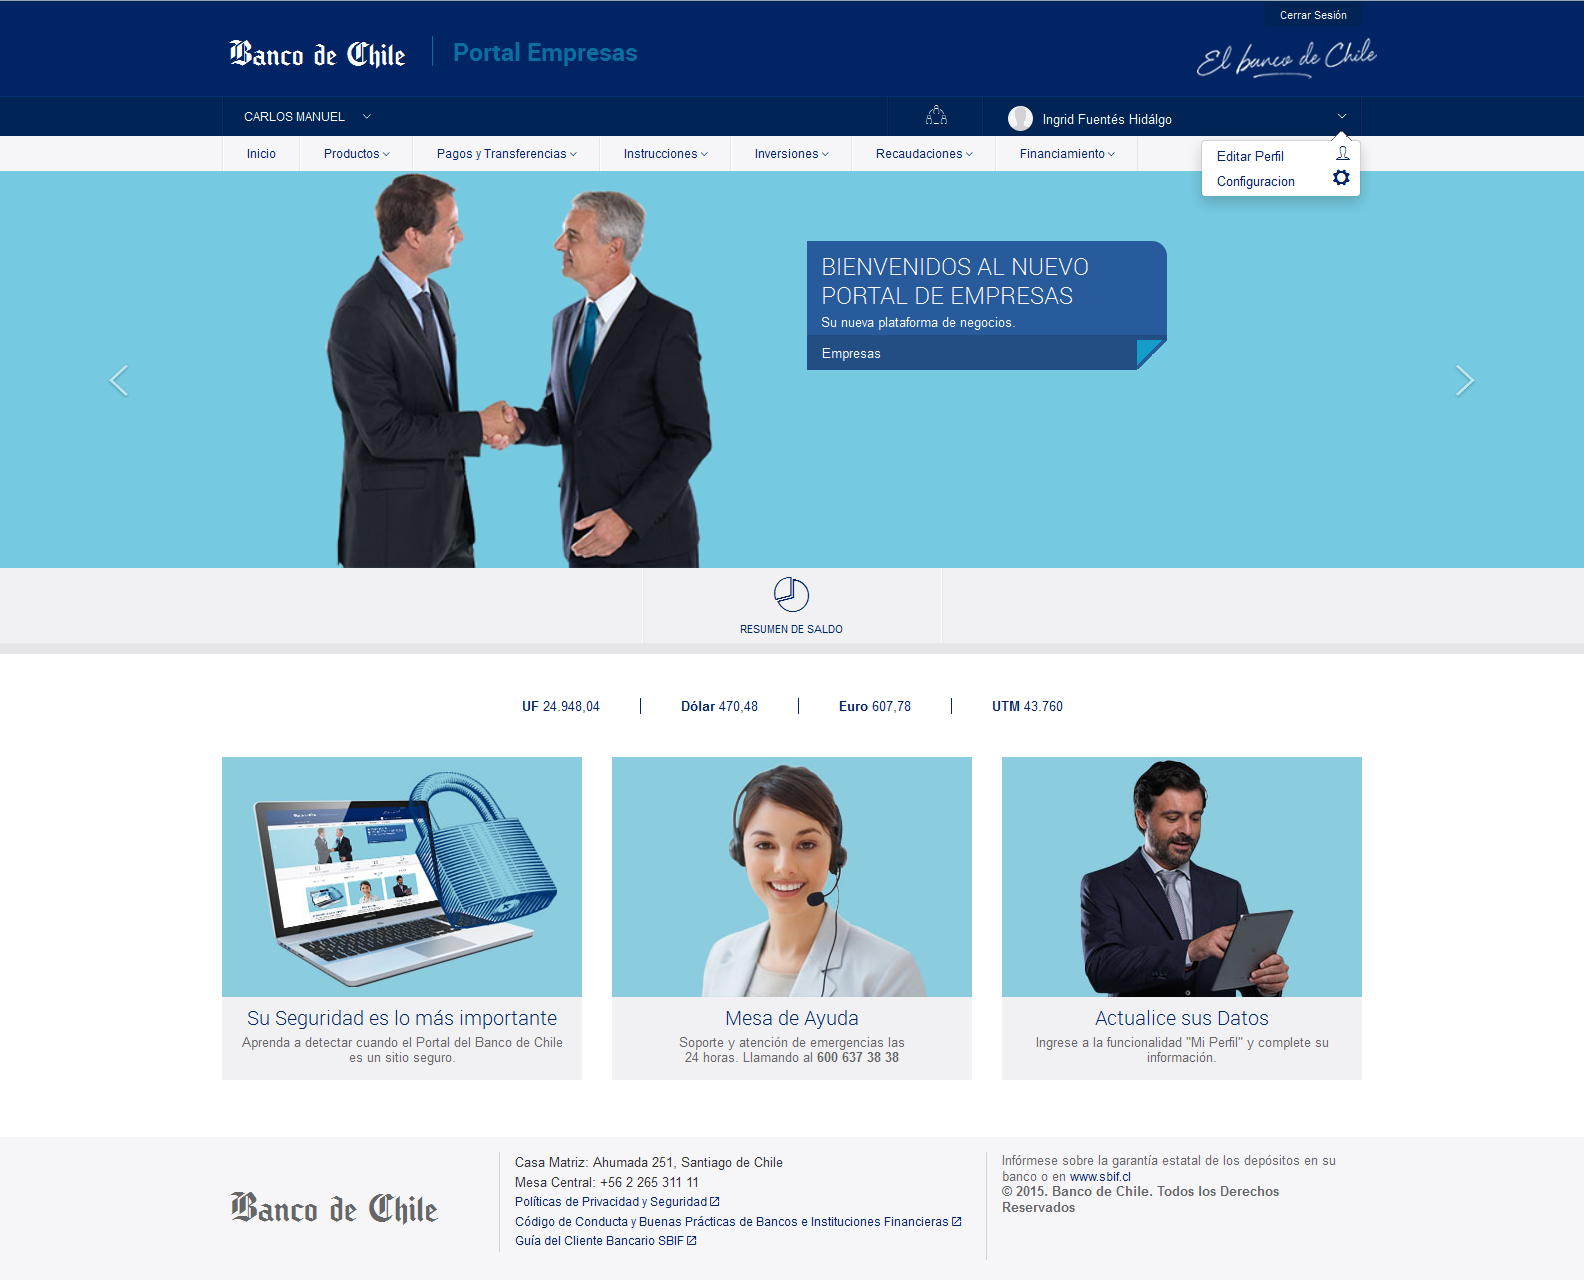 Cerrar Sesión
Banco de Chile
Portal Empresas
El banco de Chile
CARLOS MANUEL
Ingrid Fuentés Hidálgo
Inicio
Productos
Pagos y Transferencias
Instrucciones
Inversiones
Recaudaciones
Financiamiento
Editar Perfil
Configuracion
BIENVENIDOS AL NUEVO
PORTAL DE EMPRESAS
Su nueva plataforma de negocios.
Empresas
RESUMEN DE SALDO
UF 24.948,04
Dólar 470,48
Euro 607,78
UTM 43.760
Su Seguridad es lo más importante
Aprenda a detectar cuando el Portal del Banco de Chile
es un sitio seguro.
Mesa de Ayuda
Soporte y atención de emergencias las
24 horas. Llamando al 600 637 38 38
Actualice sus Datos
Ingrese a la funcionalidad "Mi Perfil" y complete su
información.
Banco de Chile
Casa Matriz: Ahumada 251, Santiago de Chile
Mesa Central: +56 2 265 311 11
Políticas de Privacidad y Seguridad
Código de Conducta y Buenas Prácticas de Bancos e Instituciones Financieras
Guía del Cliente Bancario SBIF
Infórmese sobre la garantía estatal de los depósitos en su
banco o en www.sbif.cl
© 2015. Banco de Chile. Todos los Derechos
Reservados